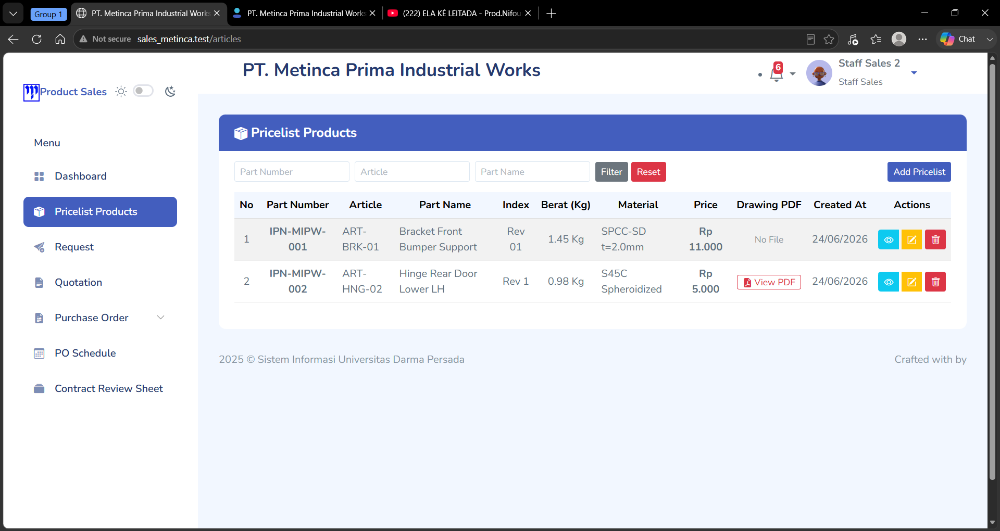 Group 1
PT. Metinca Prima Industrial Works
PT. Metinca Prima Industrial Works
(222) ELA KÉ LEITADA - Prod.Nifou
Not secure sales_metinca.test/articles
Chat
PT. Metinca Prima Industrial Works
6
Staff Sales 2
Staff Sales
Product Sales
Menu
Dashboard
Pricelist Products
Request
Quotation
Purchase Order
PO Schedule
Contract Review Sheet
Pricelist Products
Part Number Article Part Name Filter Reset Add Pricelist
No Part Number Article Part Name Index Berat (Kg) Material Price Drawing PDF Created At Actions
1 IPN-MIPW-001 ART-BRK-01 Bracket Front Bumper Support Rev 01 1.45 Kg SPCC-SD t=2.0mm Rp 11.000 No File 24/06/2026
2 IPN-MIPW-002 ART-HNG-02 Hinge Rear Door Lower LH Rev 1 0.98 Kg S45C Spheroidized Rp 5.000 View PDF 24/06/2026
2025 © Sistem Informasi Universitas Darma Persada
Crafted with by